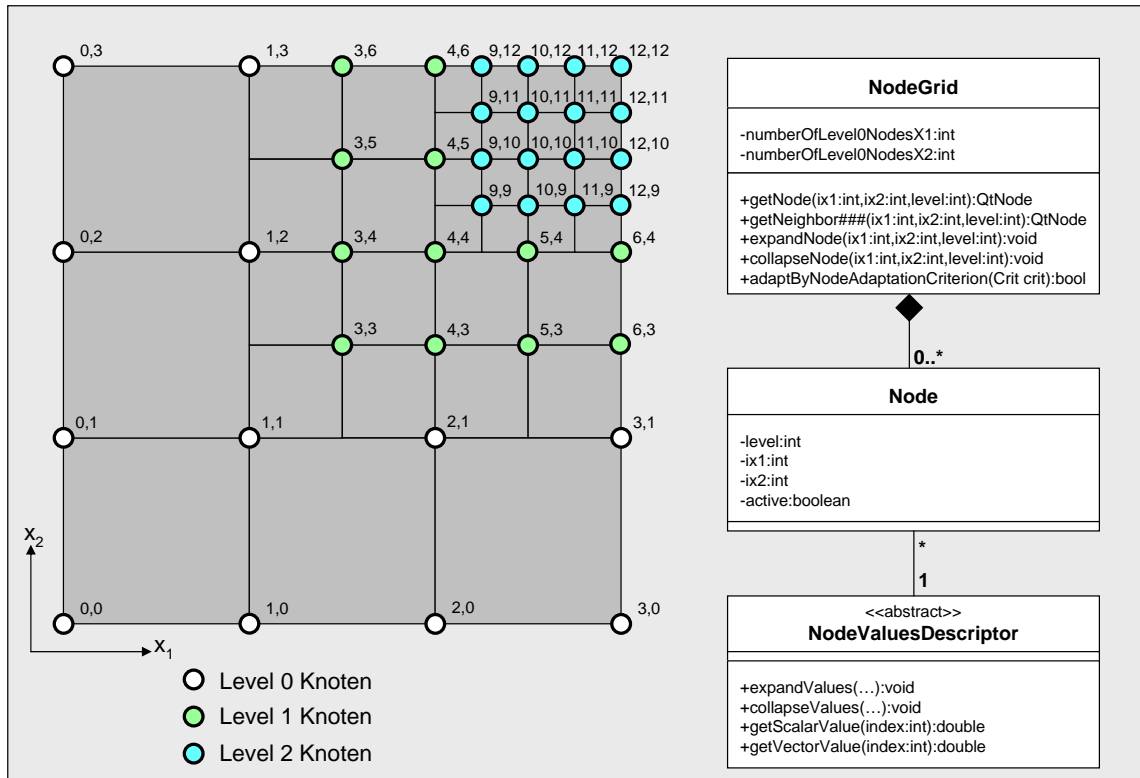 0,3 1,3 3,6 4,6 9,12 10,12 11,12 12,12
9,11 10,11 11,11 12,11
3,5 4,5 9,10 10,10 11,10 12,10
9,9 10,9 11,9 12,9
0,2 1,2 3,4 4,4 5,4 6,4
3,3 4,3 5,3 6,3
0,1 1,1 2,1 3,1
x2
0,0 1,0 2,0 3,0
x1
Level 0 Knoten
Level 1 Knoten
Level 2 Knoten
NodeGrid
-numberOfLevel0NodesX1:int
-numberOfLevel0NodesX2:int
+getNode(ix1:int,ix2:int,level:int):QtNode
+getNeighbor###(ix1:int,ix2:int,level:int):QtNode
+expandNode(ix1:int,ix2:int,level:int):void
+collapseNode(ix1:int,ix2:int,level:int):void
+adaptByNodeAdaptationCriterion(Crit crit):bool
0..*
Node
-level:int
-ix1:int
-ix2:int
-active:boolean
*
1
<<abstract>>
NodeValuesDescriptor
+expandValues(…):void
+collapseValues(…):void
+getScalarValue(index:int):double
+getVectorValue(index:int):double